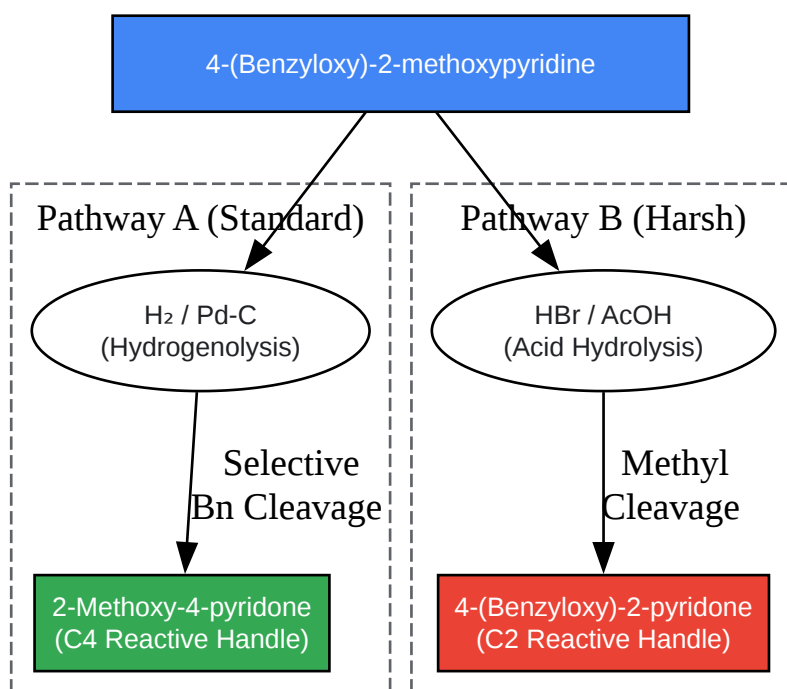 4-(Benzyloxy)-2-methoxypyridine
Pathway A (Standard)
H₂ / Pd-C
(Hydrogenolysis)
Selective
Bn Cleavage
2-Methoxy-4-pyridone
(C4 Reactive Handle)
Pathway B (Harsh)
HBr / AcOH
(Acid Hydrolysis)
Methyl
Cleavage
4-(Benzyloxy)-2-pyridone
(C2 Reactive Handle)